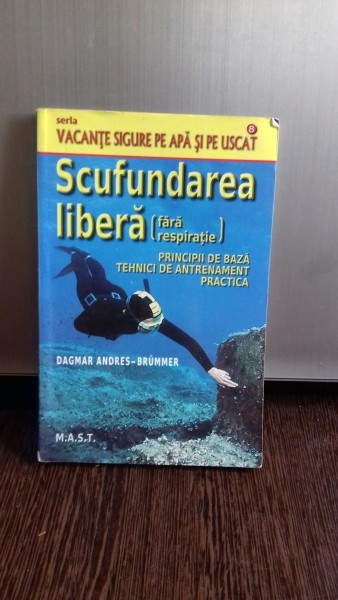 seria
VACANȚE SIGURE PE APĂ ȘI PE USCAT
6
Scufundarea
liberă (fără
respirație)
PRINCIPII DE BAZĂ
TEHNICI DE ANTRENAMENT
PRACTICA
DAGMAR ANDRES-BRÜMMER
M.A.S.T.